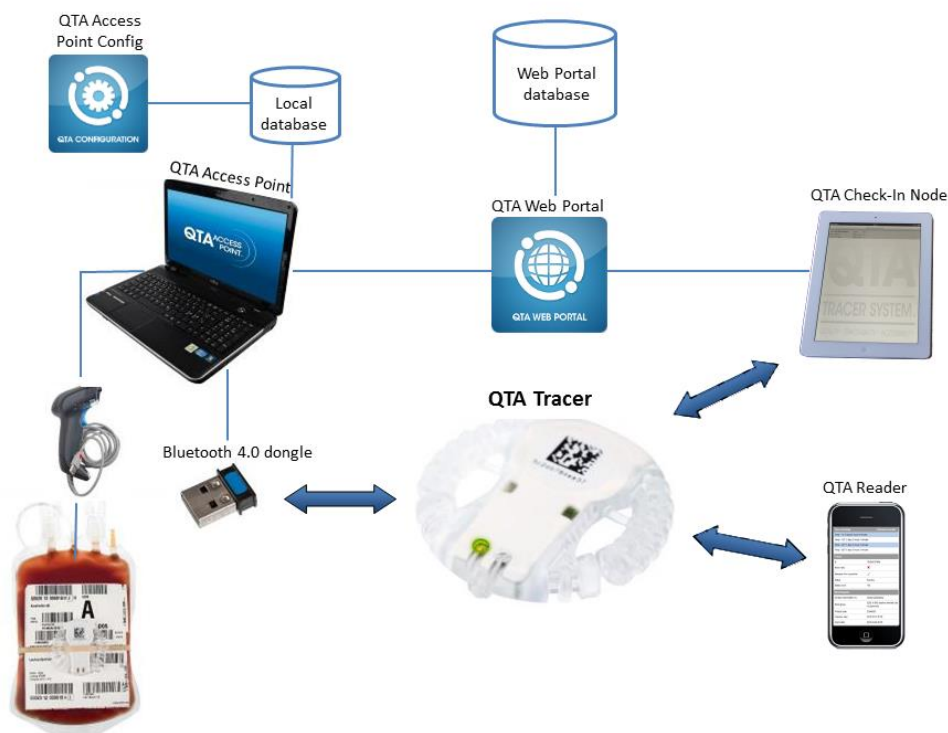 QTA Access
Point Config
QTA CONFIGURATION
Local
database
Web Portal
database
QTA Access Point
QTA ACCESS
POINT.
QTA Web Portal
QTA WEB PORTAL
QTA Check-In Node
QTA
TRACER SYSTEM.
QTA Tracer
Bluetooth 4.0 dongle
QTA Reader
A